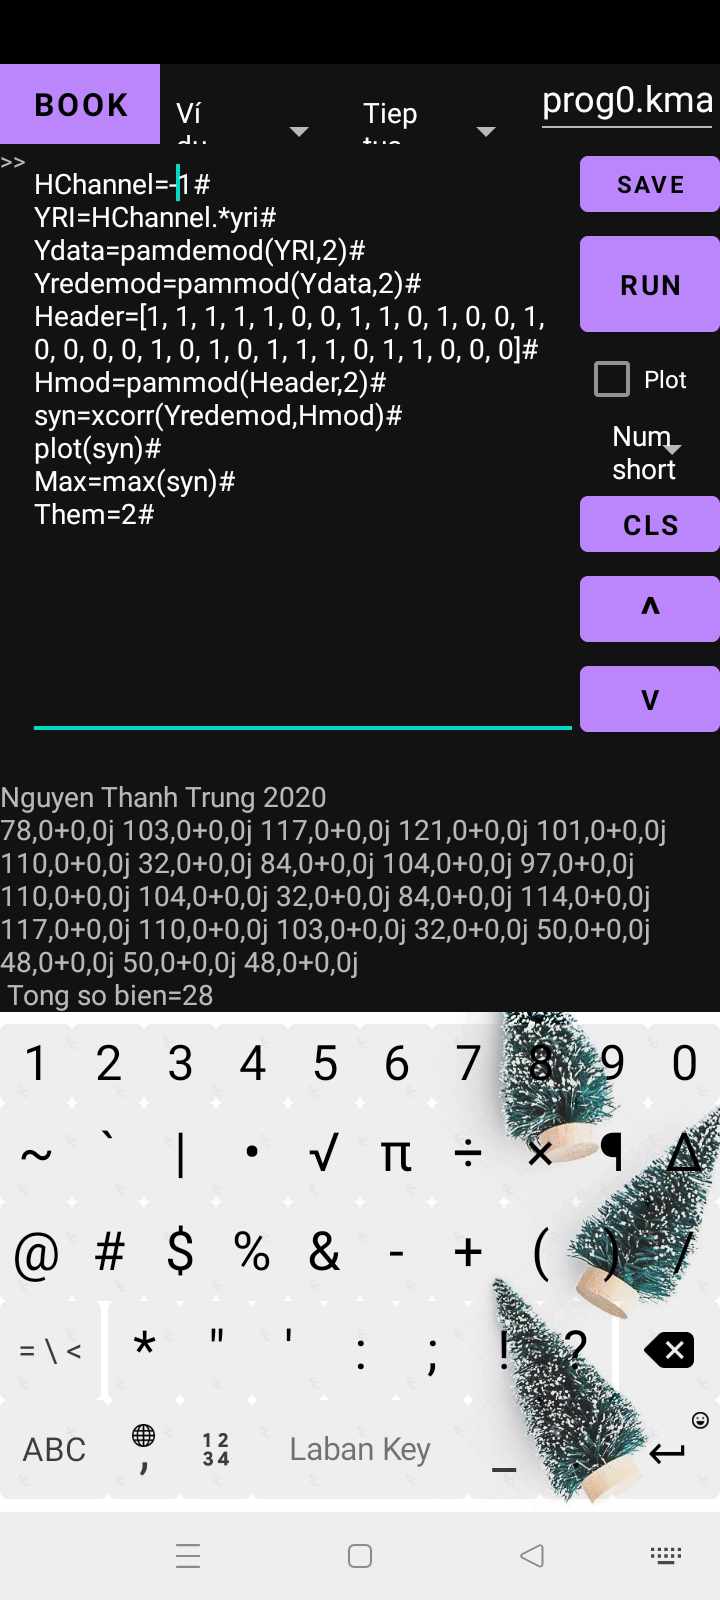 BOOK
Ví
Tiep
prog0.kma
>>
HChannel=-1#
SAVE
YRI=HChannel.*yri#
Ydata=pamdemod(YRI,2)#
Yredemod=pammod(Ydata,2)#
RUN
Header=[1, 1, 1, 1, 1, 0, 0, 1, 1, 0, 1, 0, 0, 1,
0, 0, 0, 0, 1, 0, 1, 0, 1, 1, 1, 0, 1, 1, 0, 0, 0]#
Hmod=pammod(Header,2)#
Plot
syn=xcorr(Yredemod,Hmod)#
plot(syn)#
Num
short
Max=max(syn)#
Them=2#
CLS
^
v
Nguyen Thanh Trung 2020
78,0+0,0j 103,0+0,0j 117,0+0,0j 121,0+0,0j 101,0+0,0j
110,0+0,0j 32,0+0,0j 84,0+0,0j 104,0+0,0j 97,0+0,0j
110,0+0,0j 104,0+0,0j 32,0+0,0j 84,0+0,0j 114,0+0,0j
117,0+0,0j 110,0+0,0j 103,0+0,0j 32,0+0,0j 50,0+0,0j
48,0+0,0j 50,0+0,0j 48,0+0,0j
Tong so bien=28
1 2 3 4 5 6 7 8 9 0
~ ` | • √ π ÷ × ¶ Δ
@ # $ % & - + ( ) /
= \ < * " ' : ; ! ?
ABC , 1 2 3 4 Laban Key _